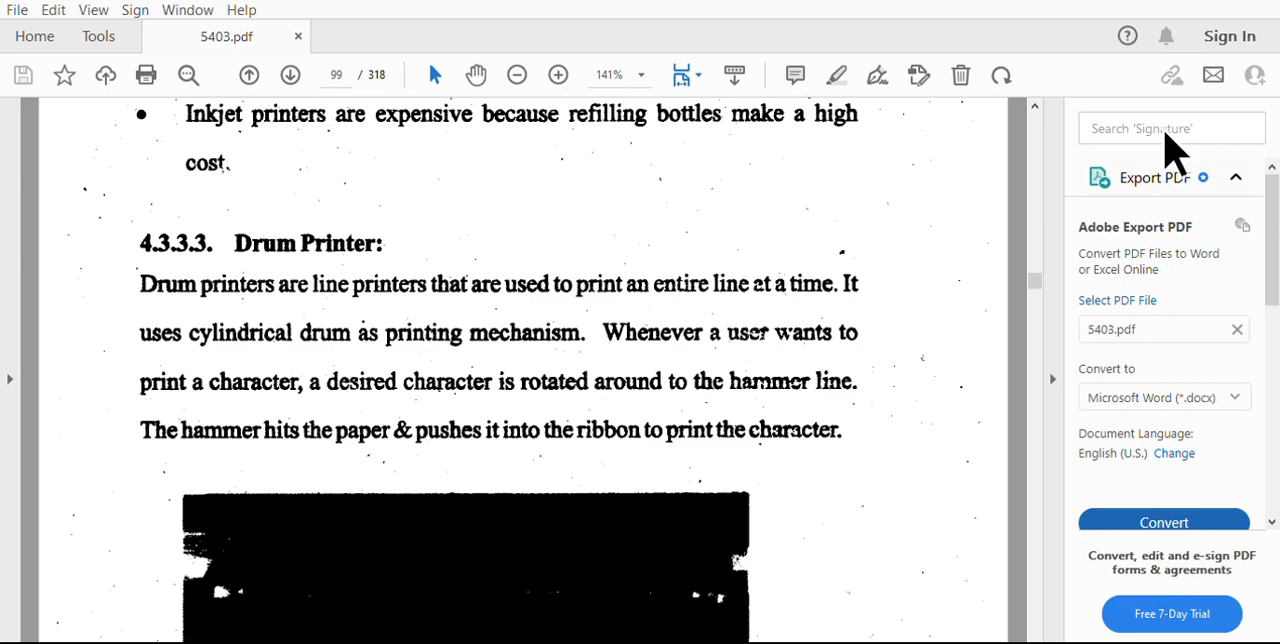 File Edit View Sign Window Help
Home Tools 5403.pdf × Sign In
99 / 318 141%
Inkjet printers are expensive because refilling bottles make a high
cost.
4.3.3.3. Drum Printer:
Drum printers are line printers that are used to print an entire line at a time. It
uses cylindrical drum as printing mechanism. Whenever a user wants to
print a character, a desired character is rotated around to the hammer line.
The hammer hits the paper & pushes it into the ribbon to print the character.
Search 'Signature'
Export PDF
Adobe Export PDF
Convert PDF Files to Word
or Excel Online
Select PDF File
5403.pdf
Convert to
Microsoft Word (*.docx)
Document Language:
English (U.S.) Change
Convert
Convert, edit and e-sign PDF
forms & agreements
Free 7-Day Trial